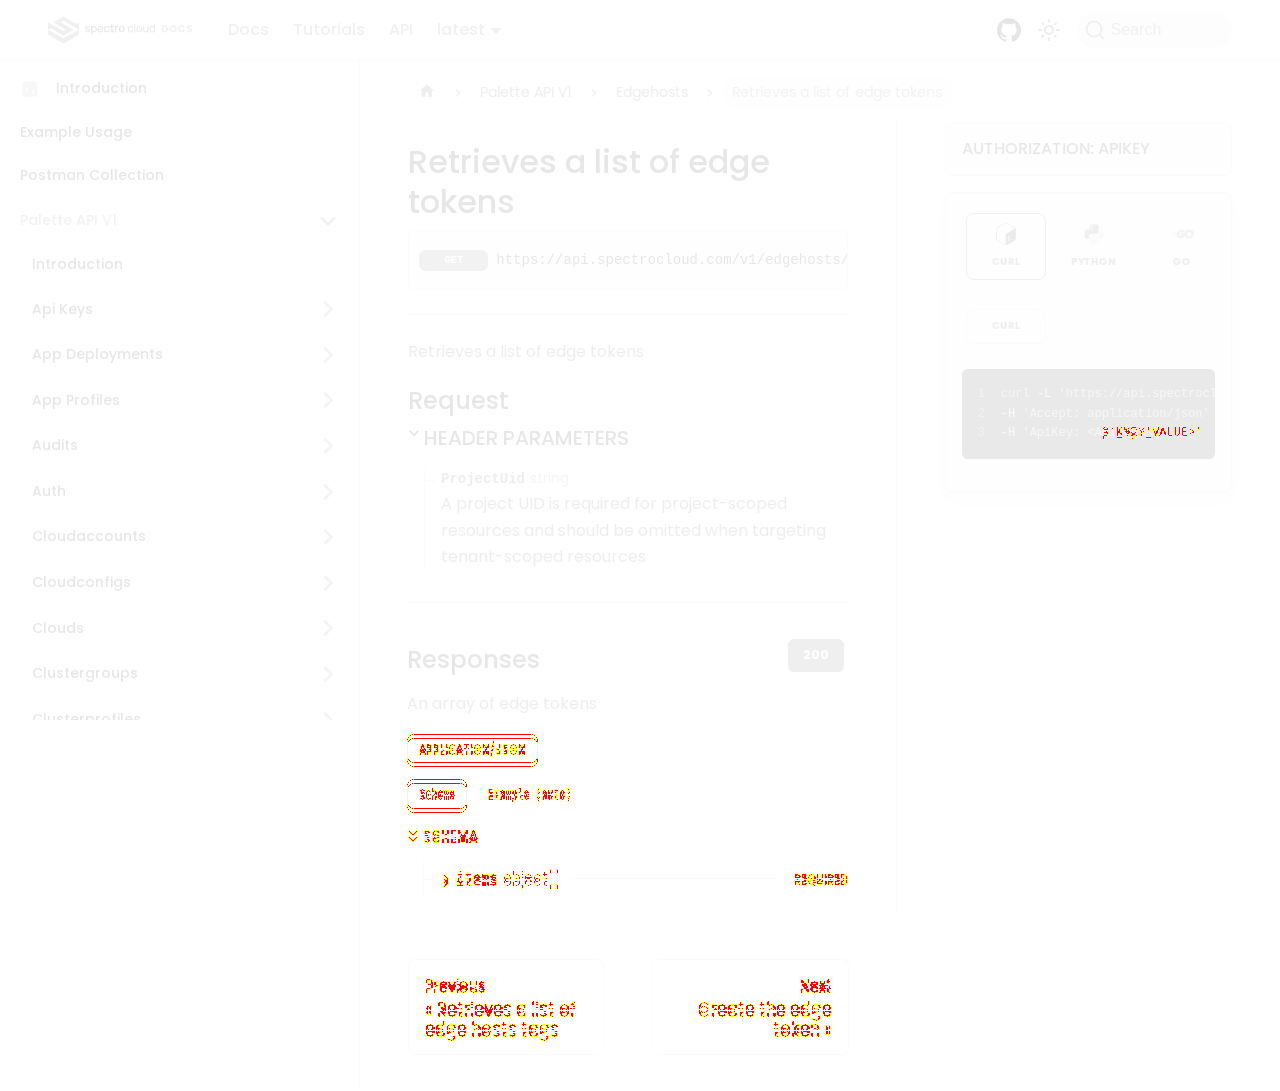 spectro cloud DOCS Docs Tutorials API latest Search
Introduction
Example Usage
Postman Collection
Palette API V1
Introduction
Api Keys
App Deployments
App Profiles
Audits
Auth
Cloudaccounts
Cloudconfigs
Clouds
Clustergroups
Clusterprofiles
Palette API V1 Edgehosts Retrieves a list of edge tokens
Retrieves a list of edge
tokens
GET https://api.spectrocloud.com/v1/edgehosts/
Retrieves a list of edge tokens
Request
HEADER PARAMETERS
ProjectUid string
A project UID is required for project-scoped
resources and should be omitted when targeting
tenant-scoped resources
Responses
200
An array of edge tokens
APPLICATION/JSON
Schema Example (auto)
SCHEMA
items object[] REQUIRED
Previous
« Retrieves a list of
edge hosts tags
Next
Create the edge
token »
AUTHORIZATION: APIKEY
CURL PYTHON GO
CURL
1 curl -L 'https://api.spectrocl
2 -H 'Accept: application/json'
3 -H 'ApiKey: VALUE>'